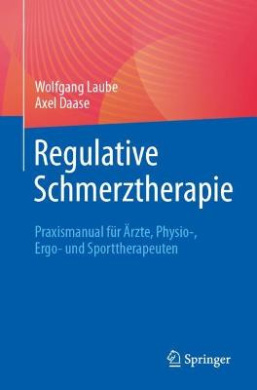 Wolfgang Laube
Axel Daase
Regulative
Schmerztherapie
Praxismanual für Ärzte, Physio-,
Ergo- und Sporttherapeuten
Springer